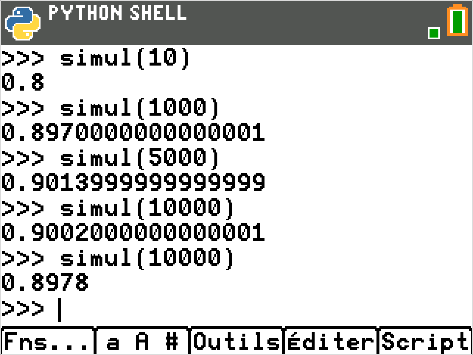 PYTHON SHELL
>>> simul(10)
0.8
>>> simul(1000)
0.8970000000000001
>>> simul(5000)
0.9013999999999999
>>> simul(10000)
0.9002000000000001
>>> simul(10000)
0.8978
>>>
Fns... a A # Outils éditer Script